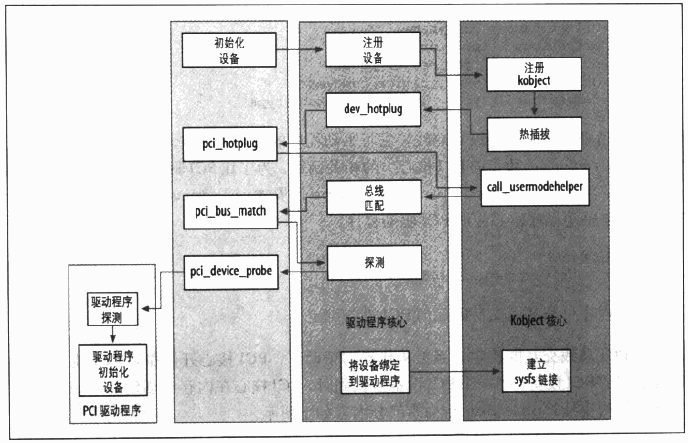 初始化
设备
注册
设备
注册
kobject
dev_hotplug
热插拔
pci_hotplug
call_usermodehelper
总线
匹配
pci_bus_match
探测
pci_device_probe
驱动程序
探测
驱动程序核心
Kobject 核心
驱动程序
初始化
设备
将设备绑定
到驱动程序
建立
sysfs 链接
PCI 驱动程序